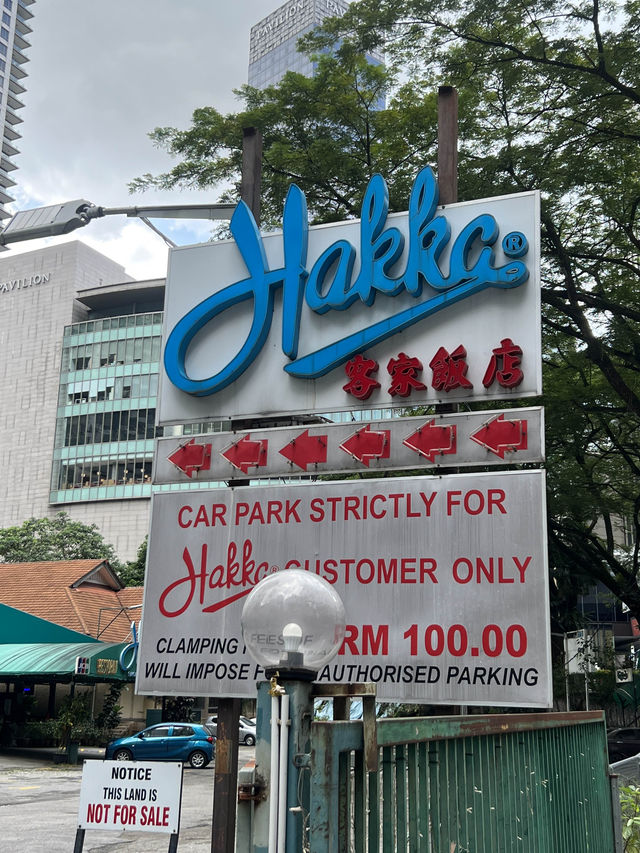 PAVILION
PAVILION
Hakka®
客家飯店
CAR PARK STRICTLY FOR
Hakka® CUSTOMER ONLY
CLAMPING RM 100.00
WILL IMPOSE AUTHORISED PARKING
NOTICE
THIS LAND IS
NOT FOR SALE